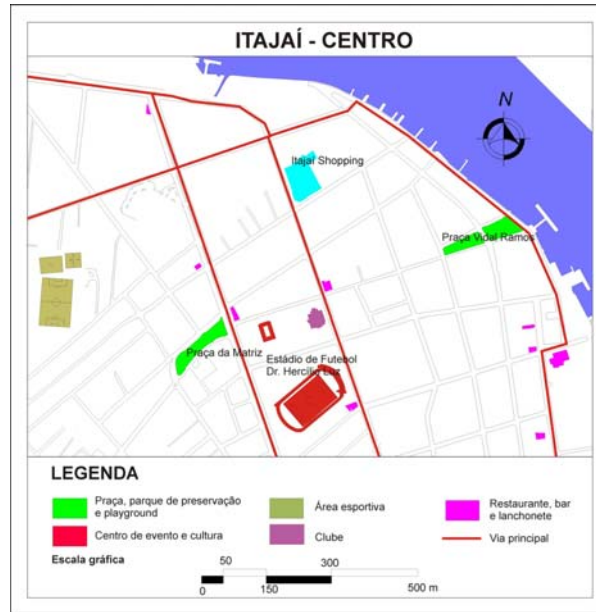 ITAJAÍ - CENTRO
N
Itajaí Shopping
Praça Vidal Ramos
Praça da Matriz
Estádio de Futebol
Dr. Hercílio Luz
LEGENDA
Praça, parque de preservação
e playground
Área esportiva
Restaurante, bar
e lanchonete
Centro de evento e cultura
Clube
Via principal
Escala gráfica
50
300
0
150
500 m